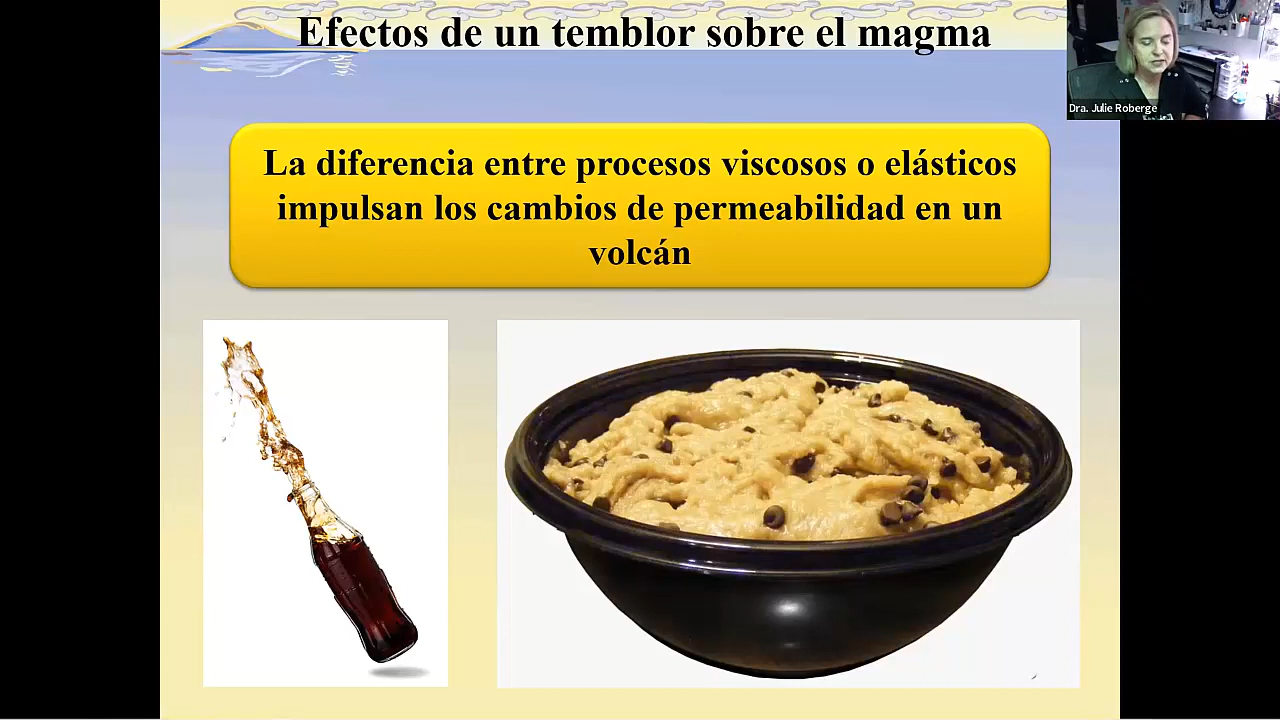 Efectos de un temblor sobre el magma
Dra. Julie Roberge
La diferencia entre procesos viscosos o elásticos
impulsan los cambios de permeabilidad en un
volcán